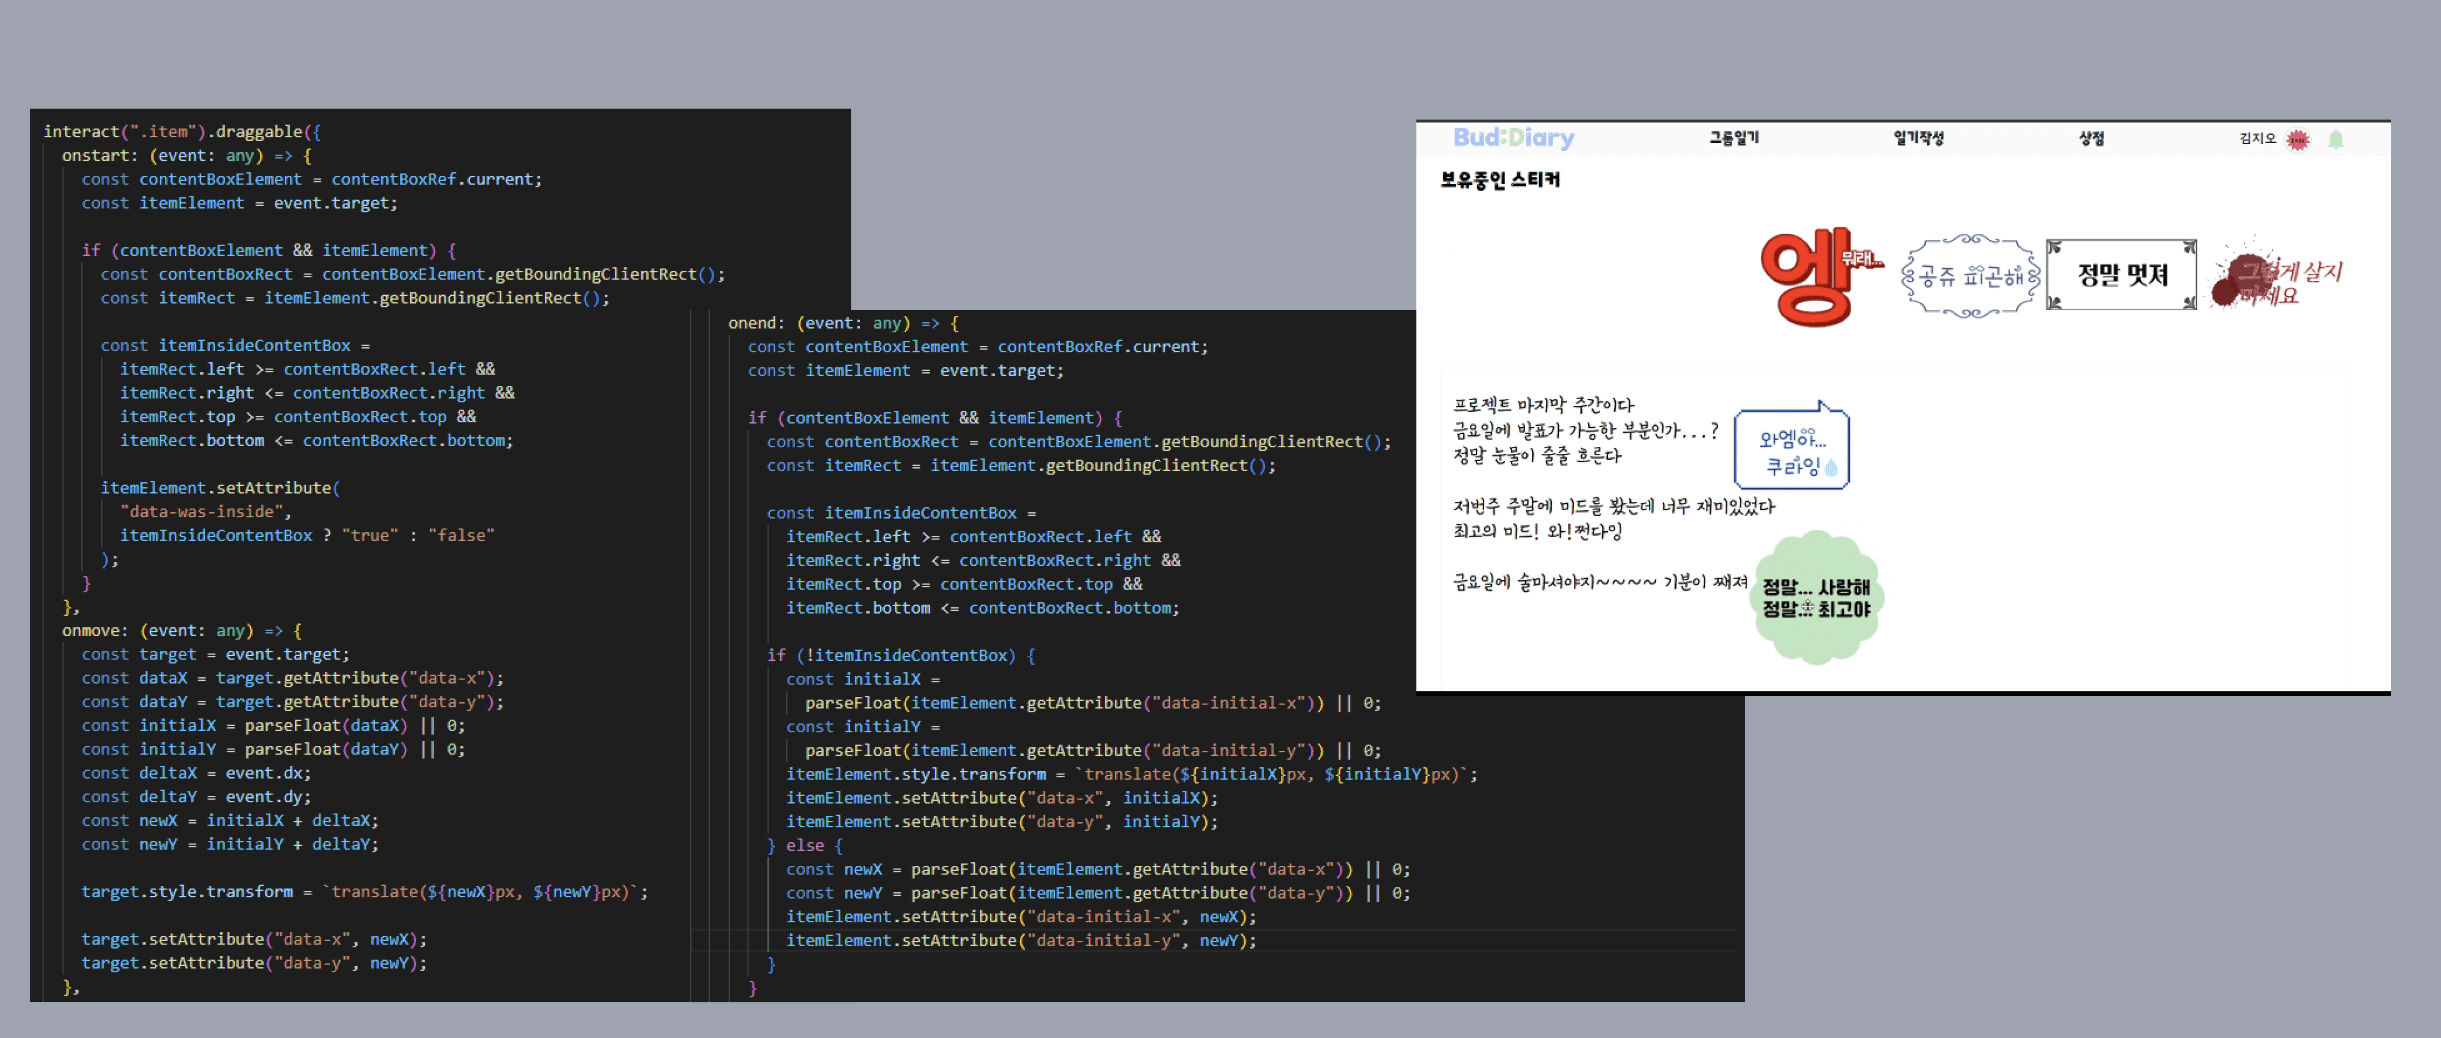 interact(".item").draggable({
onstart: (event: any) => {
const contentBoxElement = contentBoxRef.current;
const itemElement = event.target;
if (contentBoxElement && itemElement) {
const contentBoxRect = contentBoxElement.getBoundingClientRect();
const itemRect = itemElement.getBoundingClientRect();
const itemInsideContentBox =
itemRect.left >= contentBoxRect.left &&
itemRect.right <= contentBoxRect.right &&
itemRect.top >= contentBoxRect.top &&
itemRect.bottom <= contentBoxRect.bottom;
itemElement.setAttribute(
"data-was-inside",
itemInsideContentBox ? "true" : "false"
);
}
},
onmove: (event: any) => {
const target = event.target;
const dataX = target.getAttribute("data-x");
const dataY = target.getAttribute("data-y");
const initialX = parseFloat(dataX) || 0;
const initialY = parseFloat(dataY) || 0;
const deltaX = event.dx;
const deltaY = event.dy;
const newX = initialX + deltaX;
const newY = initialY + deltaY;
target.style.transform = `translate(${newX}px, ${newY}px)`;
target.setAttribute("data-x", newX);
target.setAttribute("data-y", newY);
},
onend: (event: any) => {
const contentBoxElement = contentBoxRef.current;
const itemElement = event.target;
if (contentBoxElement && itemElement) {
const contentBoxRect = contentBoxElement.getBoundingClientRect();
const itemRect = itemElement.getBoundingClientRect();
const itemInsideContentBox =
itemRect.left >= contentBoxRect.left &&
itemRect.right <= contentBoxRect.right &&
itemRect.top >= contentBoxRect.top &&
itemRect.bottom <= contentBoxRect.bottom;
if (!itemInsideContentBox) {
const initialX =
parseFloat(itemElement.getAttribute("data-initial-x")) || 0;
const initialY =
parseFloat(itemElement.getAttribute("data-initial-y")) || 0;
itemElement.style.transform = `translate(${initialX}px, ${initialY}px)`;
itemElement.setAttribute("data-x", initialX);
itemElement.setAttribute("data-y", initialY);
} else {
const newX = parseFloat(itemElement.getAttribute("data-x")) || 0;
const newY = parseFloat(itemElement.getAttribute("data-y")) || 0;
itemElement.setAttribute("data-initial-x", newX);
itemElement.setAttribute("data-initial-y", newY);
}
}
Bud:Diary 그룹일기 일기작성 상점 김지오
보유중인 스티커
앵 뭐래...
공쥬 피곤해
정말 멋져
그렇게 살지
마세요
프로젝트 마지막 주간이다
금요일에 발표가 가능한 부분인가...?
정말 눈물이 줄줄 흐른다
와엠아...
쿠라잉
저번주 주말에 미드를 봤는데 너무 재미있었다
최고의 미드! 와!쩐다잉
금요일에 술마셔야지~~~~ 기분이 째져
정말... 사랑해
정말... 최고야